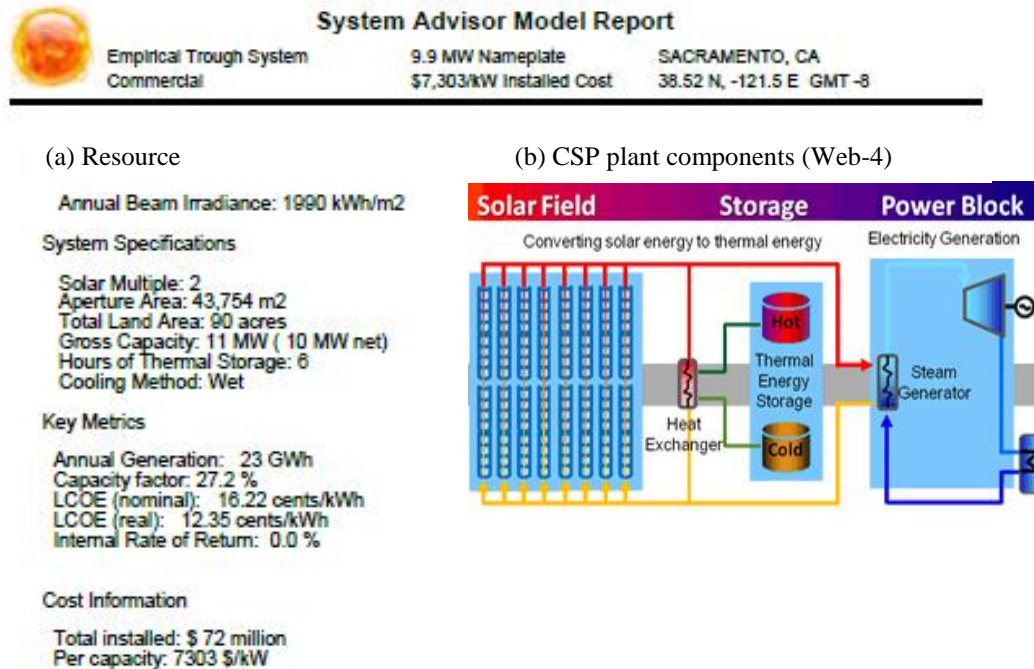 System Advisor Model Report
Empirical Trough System 9.9 MW Nameplate SACRAMENTO, CA
Commercial $7,303/kW Installed Cost 38.52 N, -121.5 E GMT -8
(a) Resource
Annual Beam Irradiance: 1990 kWh/m2
System Specifications
Solar Multiple: 2
Aperture Area: 43,754 m2
Total Land Area: 90 acres
Gross Capacity: 11 MW ( 10 MW net)
Hours of Thermal Storage: 6
Cooling Method: Wet
Key Metrics
Annual Generation: 23 GWh
Capacity factor: 27.2 %
LCOE (nominal): 16.22 cents/kWh
LCOE (real): 12.35 cents/kWh
Internal Rate of Return: 0.0 %
Cost Information
Total installed: $ 72 million
Per capacity: 7303 $/kW
(b) CSP plant components (Web-4)
Solar Field Storage Power Block
Converting solar energy to thermal energy Electricity Generation
Hot
Thermal
Energy
Storage
Cold
Heat
Exchanger
Steam
Generator